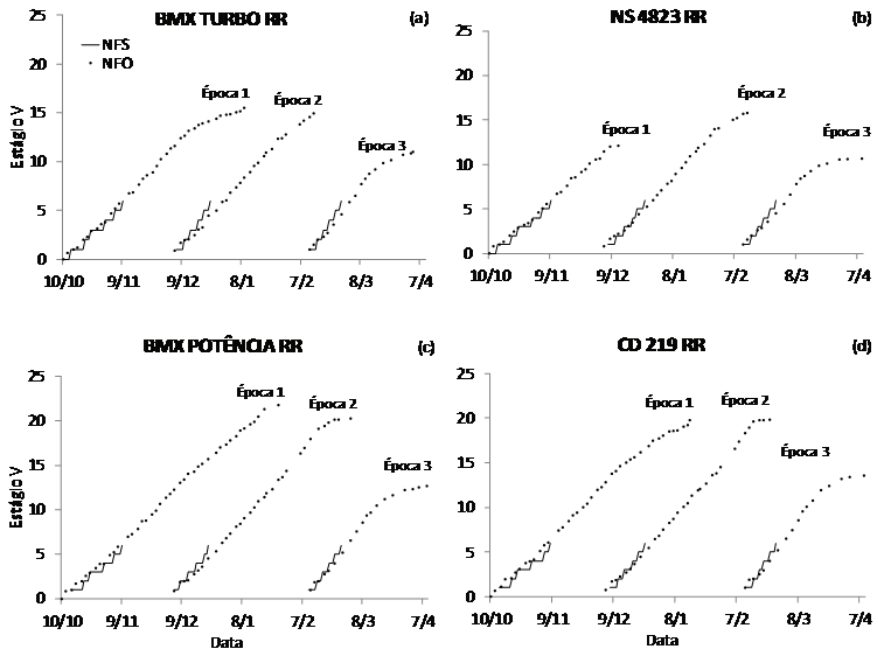 BMX TURBO RR (a)
NFS
NFO
Época 1
Época 2
Época 3
Estágio V
25
20
15
10
5
0
10/10 9/11 9/12 8/1 7/2 8/3 7/4
NS 4823 RR (b)
Época 1
Época 2
Época 3
25
20
15
10
5
0
10/10 9/11 9/12 8/1 7/2 8/3 7/4
BMX POTÊNCIA RR (c)
Época 1
Época 2
Época 3
Estágio V
25
20
15
10
5
0
10/10 9/11 9/12 8/1 7/2 8/3 7/4
Data
CD 219 RR (d)
Época 1
Época 2
Época 3
25
20
15
10
5
0
10/10 9/11 9/12 8/1 7/2 8/3 7/4
Data